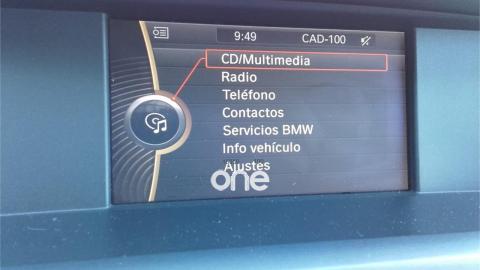 9:49 CAD-100
CD/Multimedia
Radio
Teléfono
Contactos
Servicios BMW
Info vehículo
Ajustes
one